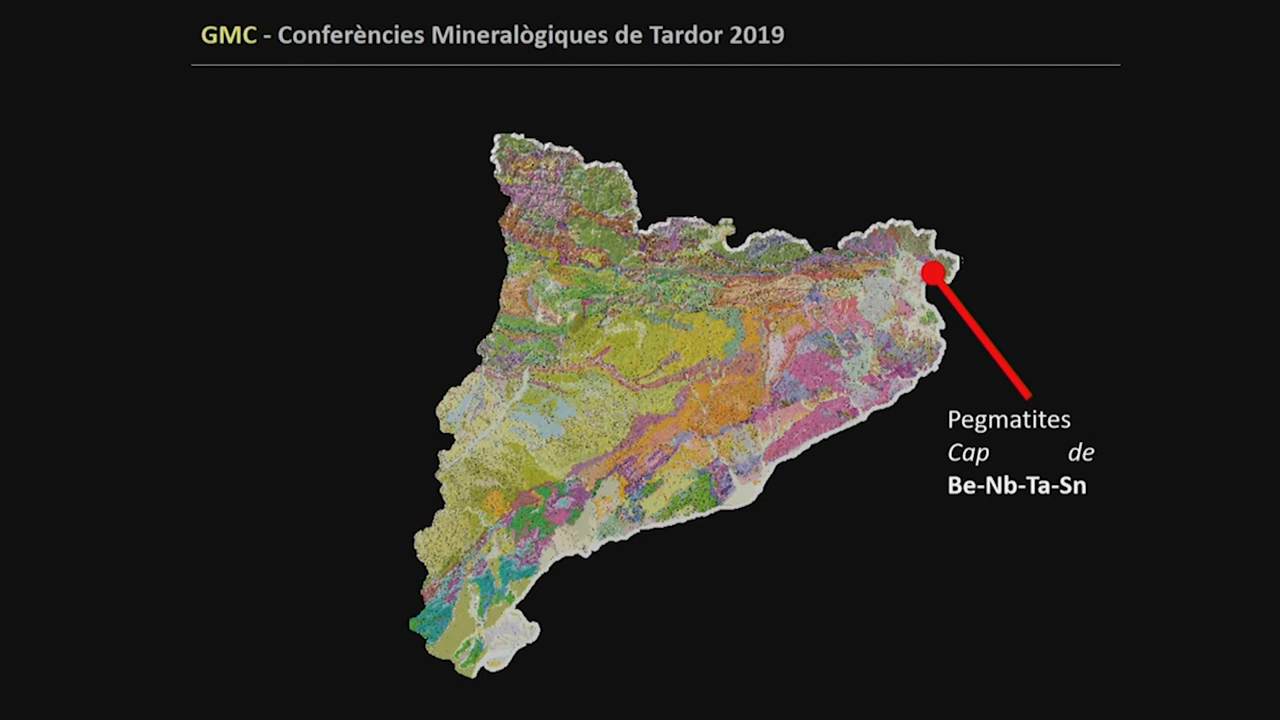 GMC - Conferències Mineralògiques de Tardor 2019
Pegmatites
Cap de
Be-Nb-Ta-Sn